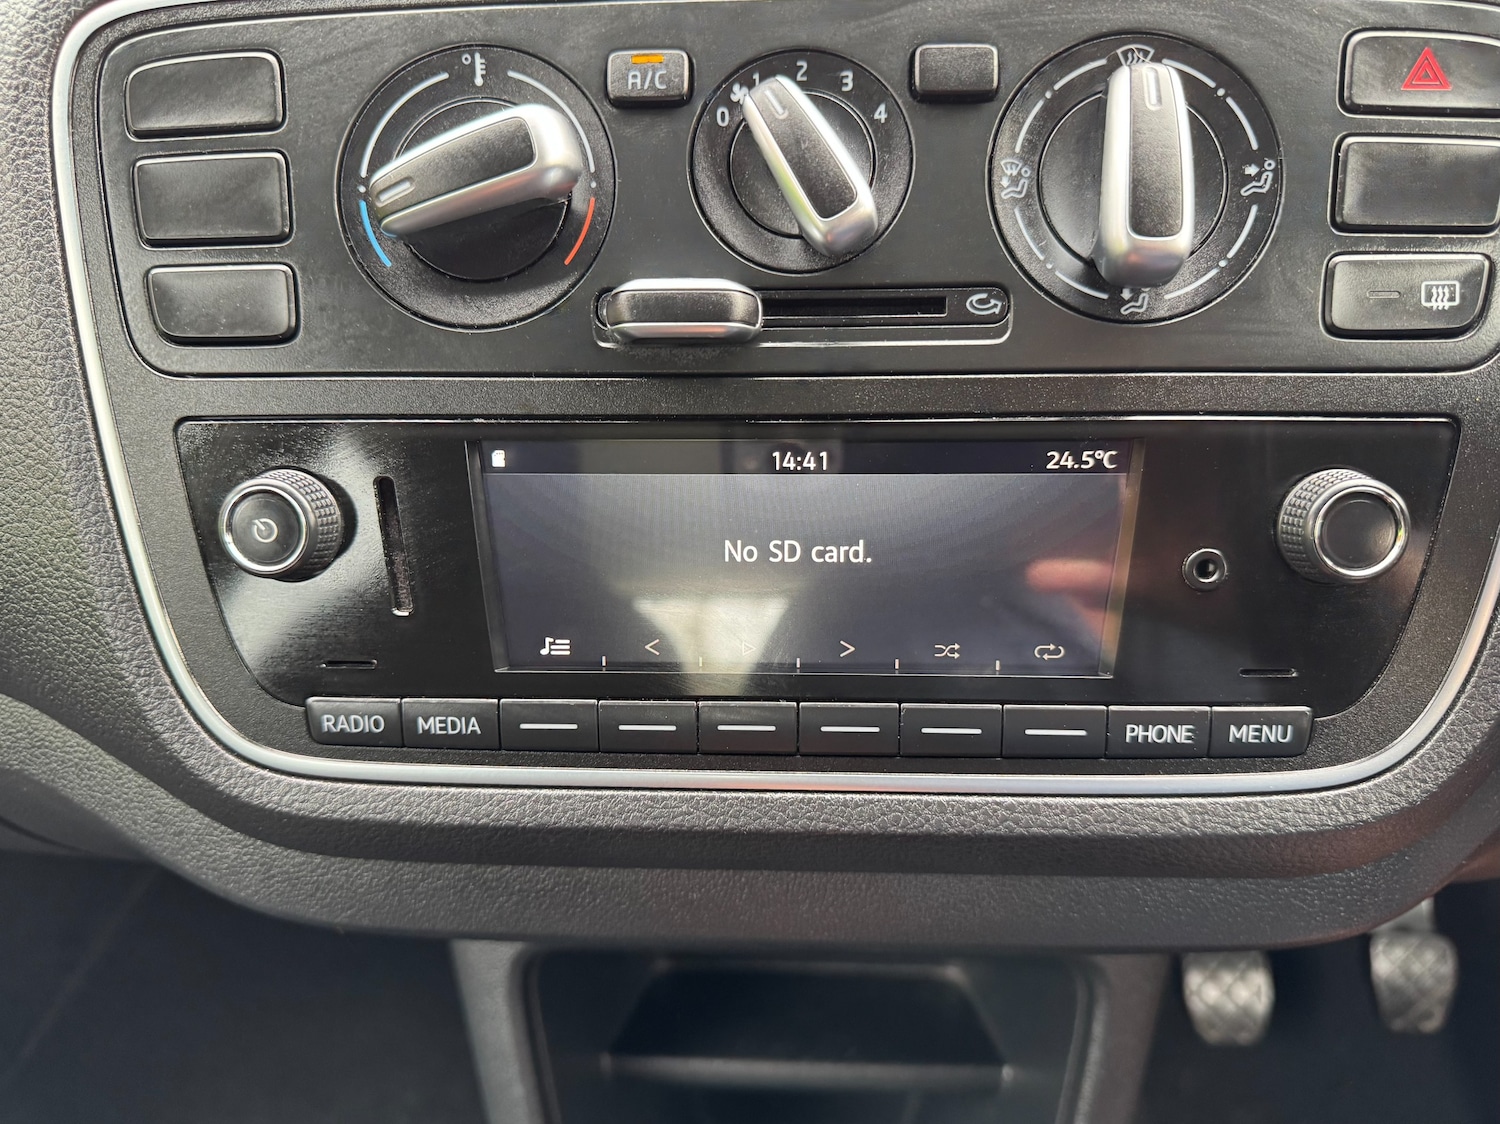 A/C
0 1 2 3 4
14:41 24.5°C
No SD card.
RADIO MEDIA PHONE MENU